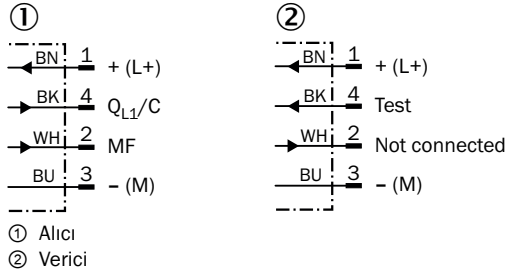 ① ②
BN 1 + (L+)
BK 4 QL1/C
WH 2 MF
BU 3 – (M)
BN 1 + (L+)
BK 4 Test
WH 2 Not connected
BU 3 – (M)
① Alıcı
② Verici